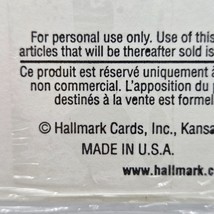 For personal use only. Use of this
articles that will be thereafter sold is
Ce produit est réservé uniquement à
non commercial. L'apposition du p
destinés à la vente est formel
© Hallmark Cards, Inc., Kansa
MADE IN U.S.A.
www.hallmark.c